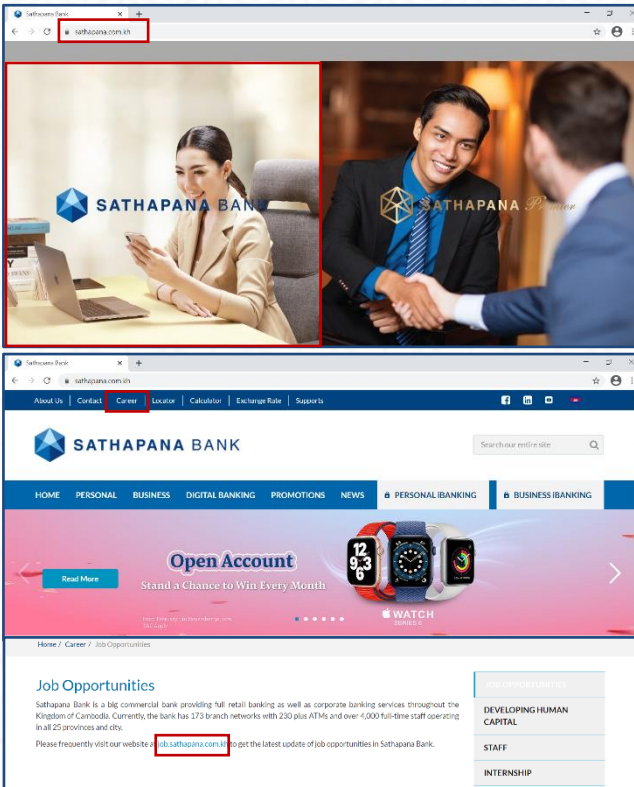 Sathapana Bank
sathapana.com.kh
SATHAPANA BANK
SATHAPANA Premier
Sathapana Bank
sathapana.com.kh
About Us | Contact | Career | Locator | Calculator | Exchange Rate | Supports
SATHAPANA BANK
Search our entire site
HOME PERSONAL BUSINESS DIGITAL BANKING PROMOTIONS NEWS PERSONAL iBANKING BUSINESS IBANKING
Open Account
Read More
Stand a Chance to Win Every Month
WATCH
SERIES 6
Home / Career / Job Opportunities
Job Opportunities
Sathapana Bank is a big commercial bank providing full retail banking as well as corporate banking services throughout the
Kingdom of Cambodia. Currently, the bank has 173 branch networks with 230 plus ATMs and over 4,000 full-time staff operating
in all 25 provinces and city.
Please frequently visit our website at job.sathapana.com.kh to get the latest update of job opportunities in Sathapana Bank.
JOB OPPORTUNITIES
DEVELOPING HUMAN
CAPITAL
STAFF
INTERNSHIP